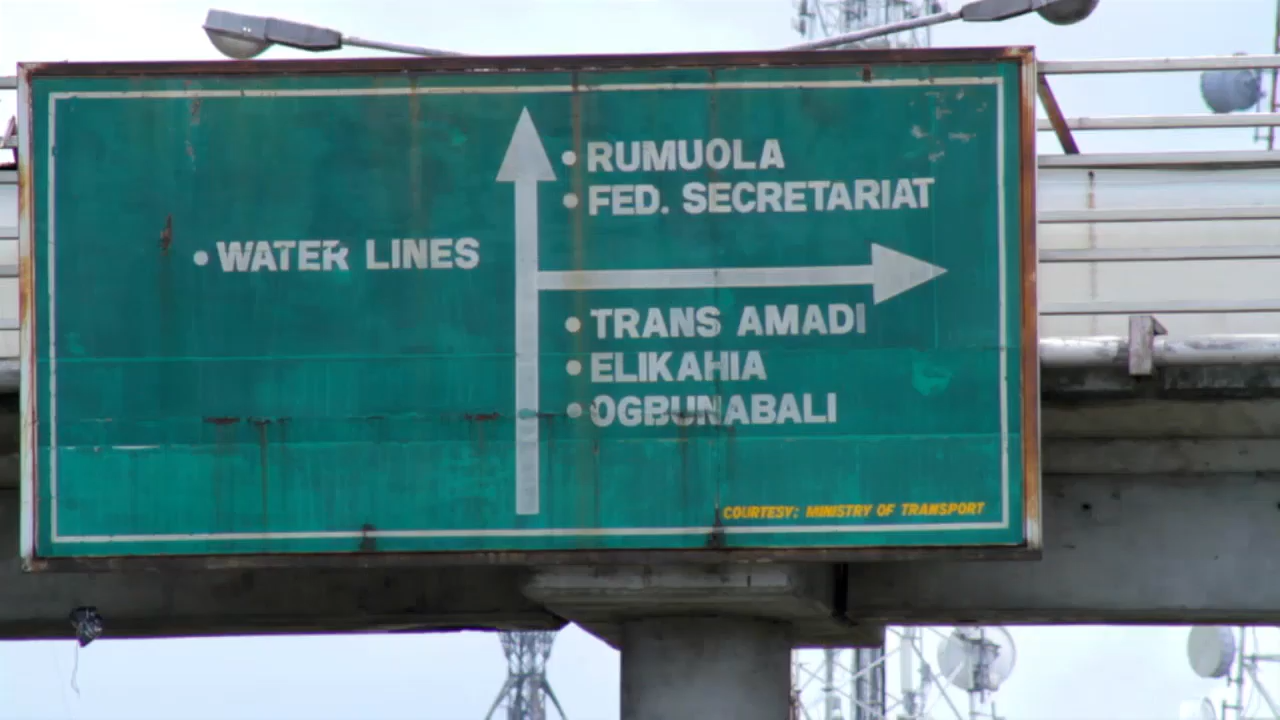 • RUMUOLA
• FED. SECRETARIAT
• WATER LINES
• TRANS AMADI
• ELIKAHIA
• OGBUNABALI
COURTESY: MINISTRY OF TRANSPORT